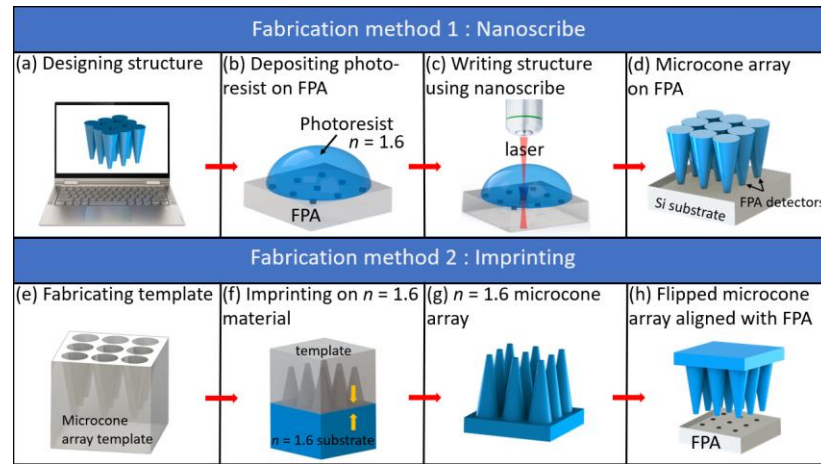 Fabrication method 1 : Nanoscribe
(a) Designing structure
(b) Depositing photo-
resist on FPA
Photoresist
n = 1.6
FPA
(c) Writing structure
using nanoscribe
laser
(d) Microcone array
on FPA
Si substrate
FPA detectors
Fabrication method 2 : Imprinting
(e) Fabricating template
Microcone
array template
(f) Imprinting on n = 1.6
material
template
n = 1.6 substrate
(g) n = 1.6 microcone
array
(h) Flipped microcone
array aligned with FPA
FPA